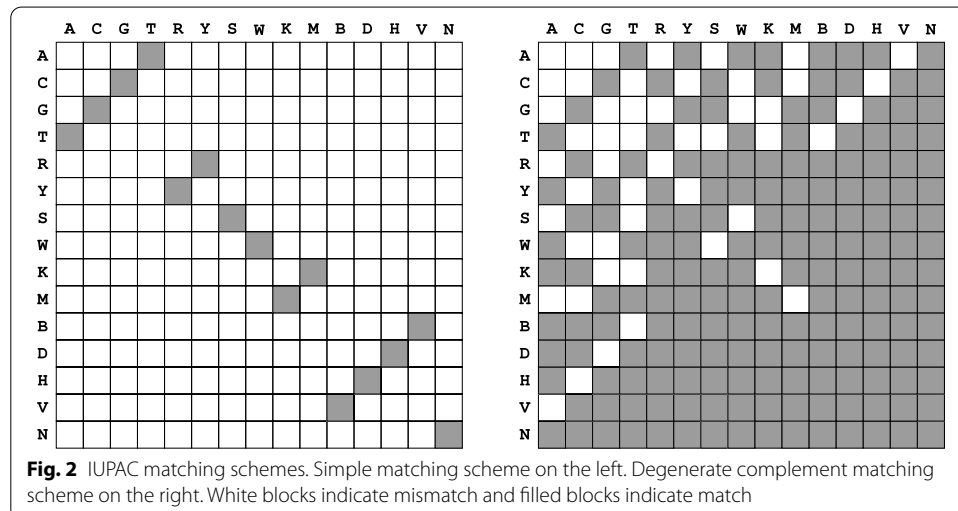 A C G T R Y S W K M B D H V N
A C G T R Y S W K M B D H V N
A
A
C
C
G
G
T
T
R
R
Y
Y
S
S
W
W
K
K
M
M
B
B
D
D
H
H
V
V
N
N
Fig. 2 IUPAC matching schemes. Simple matching scheme on the left. Degenerate complement matching
scheme on the right. White blocks indicate mismatch and filled blocks indicate match